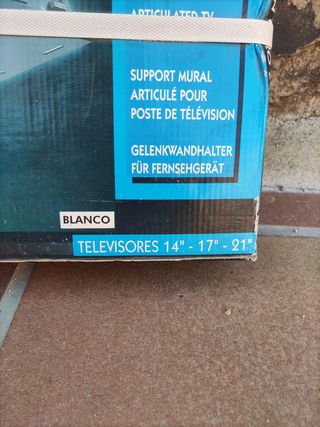 ARTICULATED TV
SUPPORT MURAL
ARTICULÉ POUR
POSTE DE TÉLÉVISION
GELENKWANDHALTER
FÜR FERNSEHGERÄT
BLANCO
TELEVISORES 14" - 17" - 21"